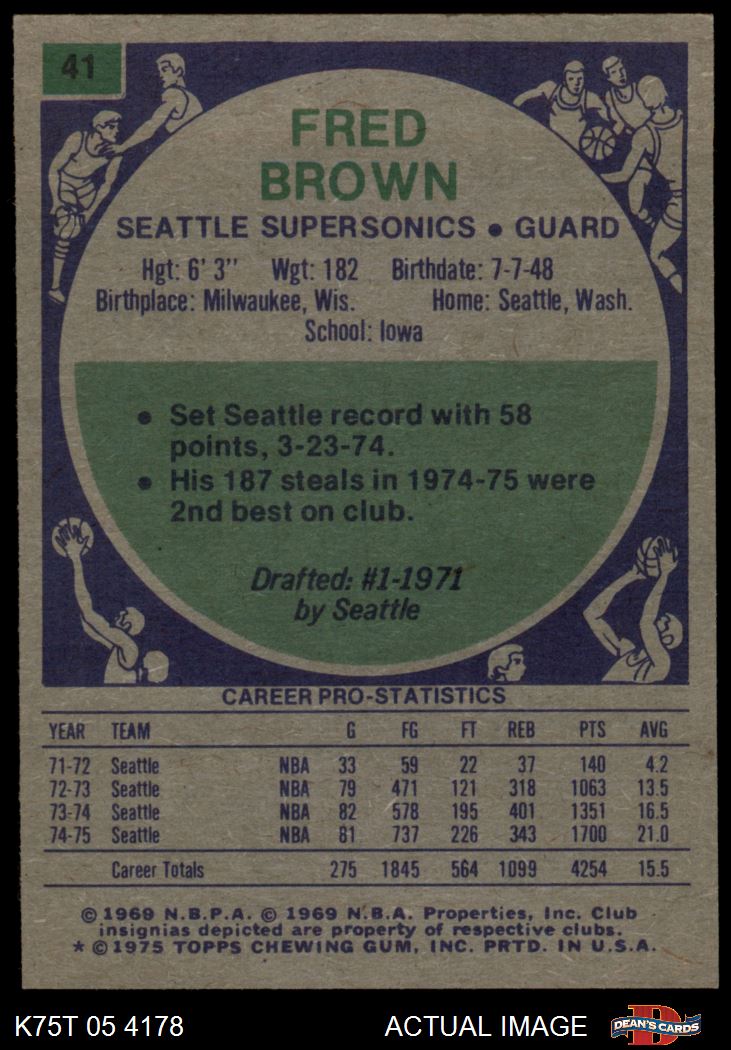 41
FRED
BROWN
SEATTLE SUPERSONICS • GUARD
Hgt: 6' 3" Wgt: 182 Birthdate: 7-7-48
Birthplace: Milwaukee, Wis. Home: Seattle, Wash.
School: Iowa
• Set Seattle record with 58
points, 3-23-74.
• His 187 steals in 1974-75 were
2nd best on club.
Drafted: #1-1971
by Seattle
CAREER PRO-STATISTICS
YEAR TEAM G FG FT REB PTS AVG
71-72 Seattle NBA 33 59 22 37 140 4.2
72-73 Seattle NBA 79 471 121 318 1063 13.5
73-74 Seattle NBA 82 578 195 401 1351 16.5
74-75 Seattle NBA 81 737 226 343 1700 21.0
Career Totals 275 1845 564 1099 4254 15.5
© 1969 N.B.P.A. © 1969 N.B.A. Properties, Inc. Club
insignias depicted are property of respective clubs.
* © 1975 TOPPS CHEWING GUM, INC. PRTD. IN U.S.A.
K75T 05 4178 ACTUAL IMAGE D DEAN'S CARDS